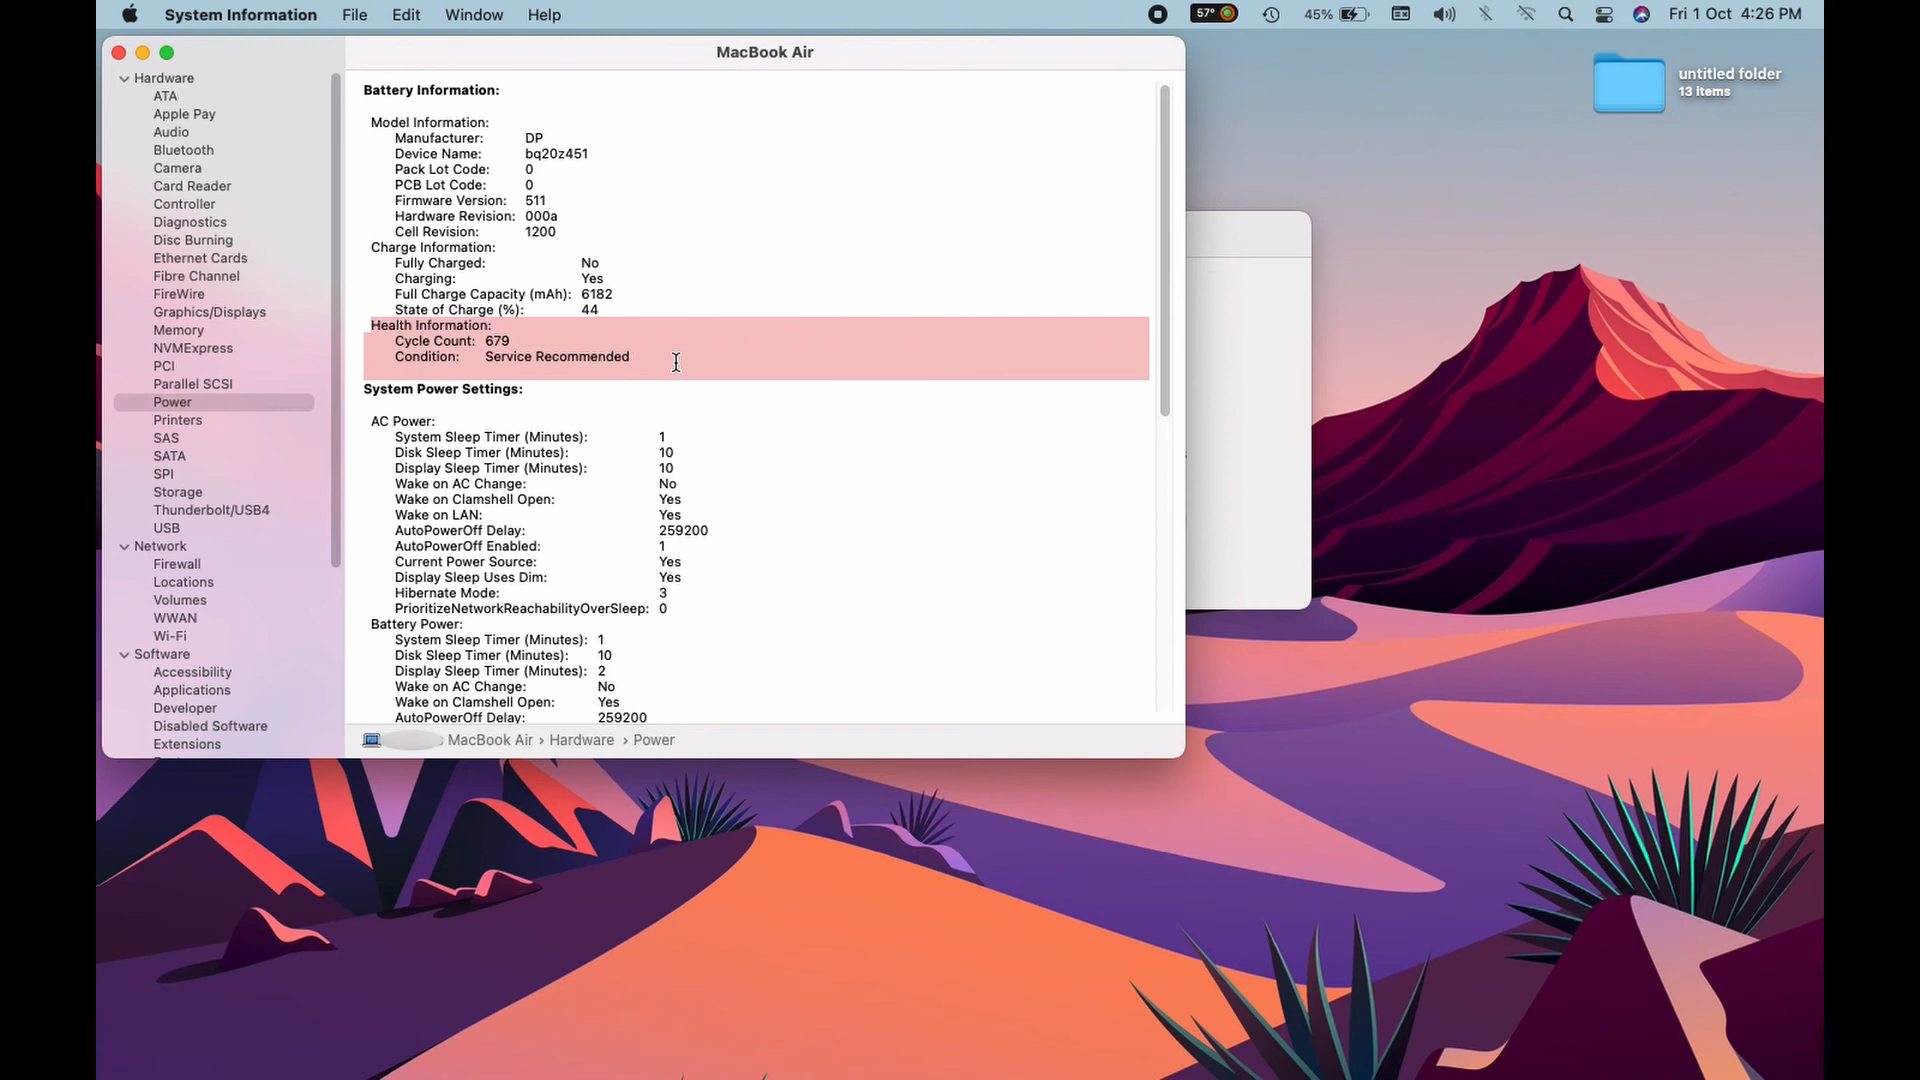 System Information File Edit Window Help
57° 45% Fri 1 Oct 4:26 PM
untitled folder
13 items
MacBook Air
Hardware
ATA
Apple Pay
Audio
Bluetooth
Camera
Card Reader
Controller
Diagnostics
Disc Burning
Ethernet Cards
Fibre Channel
FireWire
Graphics/Displays
Memory
NVMExpress
PCI
Parallel SCSI
Power
Printers
SAS
SATA
SPI
Storage
Thunderbolt/USB4
USB
Network
Firewall
Locations
Volumes
WWAN
Wi-Fi
Software
Accessibility
Applications
Developer
Disabled Software
Extensions
Battery Information:
Model Information:
Manufacturer: DP
Device Name: bq20z451
Pack Lot Code: 0
PCB Lot Code: 0
Firmware Version: 511
Hardware Revision: 000a
Cell Revision: 1200
Charge Information:
Fully Charged: No
Charging: Yes
Full Charge Capacity (mAh): 6182
State of Charge (%): 44
Health Information:
Cycle Count: 679
Condition: Service Recommended
System Power Settings:
AC Power:
System Sleep Timer (Minutes): 1
Disk Sleep Timer (Minutes): 10
Display Sleep Timer (Minutes): 10
Wake on AC Change: No
Wake on Clamshell Open: Yes
Wake on LAN: Yes
AutoPowerOff Delay: 259200
AutoPowerOff Enabled: 1
Current Power Source: Yes
Display Sleep Uses Dim: Yes
Hibernate Mode: 3
PrioritizeNetworkReachabilityOverSleep: 0
Battery Power:
System Sleep Timer (Minutes): 1
Disk Sleep Timer (Minutes): 10
Display Sleep Timer (Minutes): 2
Wake on AC Change: No
Wake on Clamshell Open: Yes
AutoPowerOff Delay: 259200
MacBook Air › Hardware › Power